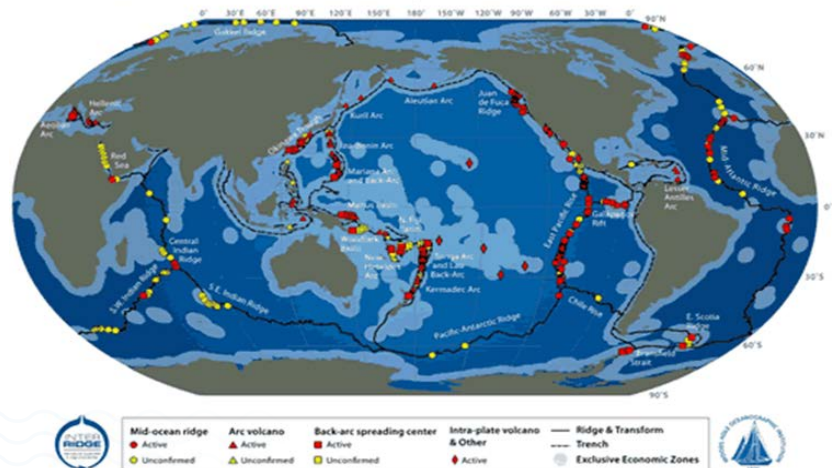 0° 30°E 60°E 90°E 120°E 150°E 180° 150°W 120°W 90°W 60°W 30°W 0°
90°N
Gakkel Ridge
60°N
Aleutian Arc
Juan
de Fuca
Ridge
Hellenic
Arc
Aeolian
Arc
Kuril Arc
Okinawa Trough
30°N
Izu-Bonin Arc
Red
Sea
Mariana Arc
and Back-Arc
Mid Atlantic Ridge
Lesser
Antilles
Arc
Manus Basin
0°
Galapagos
Rift
East Pacific Rise
N. Fiji
Basin
Woodlark
Basin
Central
Indian
Ridge
New
Hebrides
Arc
Tonga Arc
and Lau
Back-Arc
S.W. Indian Ridge
S.E. Indian Ridge
30°S
Kermadec Arc
Chile Rise
Pacific-Antarctic Ridge
E. Scotia
Ridge
Bransfield
Strait
60°S
90°S
INTER
RIDGE
Mid-ocean ridge
Active
Unconfirmed
Arc volcano
Active
Unconfirmed
Back-arc spreading center
Active
Unconfirmed
Intra-plate volcano
& Other
Active
Ridge & Transform
Trench
Exclusive Economic Zones
WOODS HOLE OCEANOGRAPHIC INSTITUTION